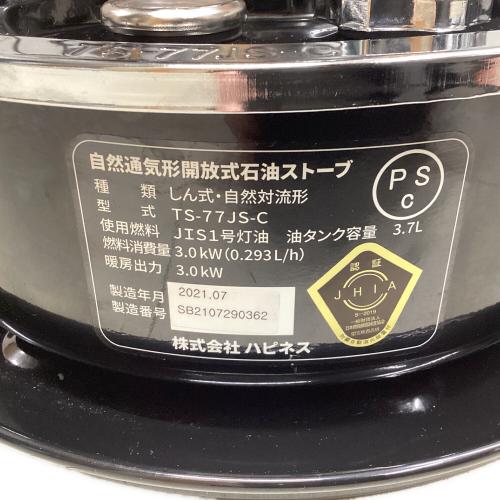 TS-77JS-C
自然通気形開放式石油ストーブ
種 類 しん式・自然対流形
型 式 TS-77JS-C
使用燃料 JIS1号灯油 油タンク容量 3.7L
燃料消費量 3.0kW(0.293L/h)
暖房出力 3.0kW
製造年月 2021.07
製造番号 SB2107290362
株式会社 ハピネス
PS
C
認証
JHIA
S-2019